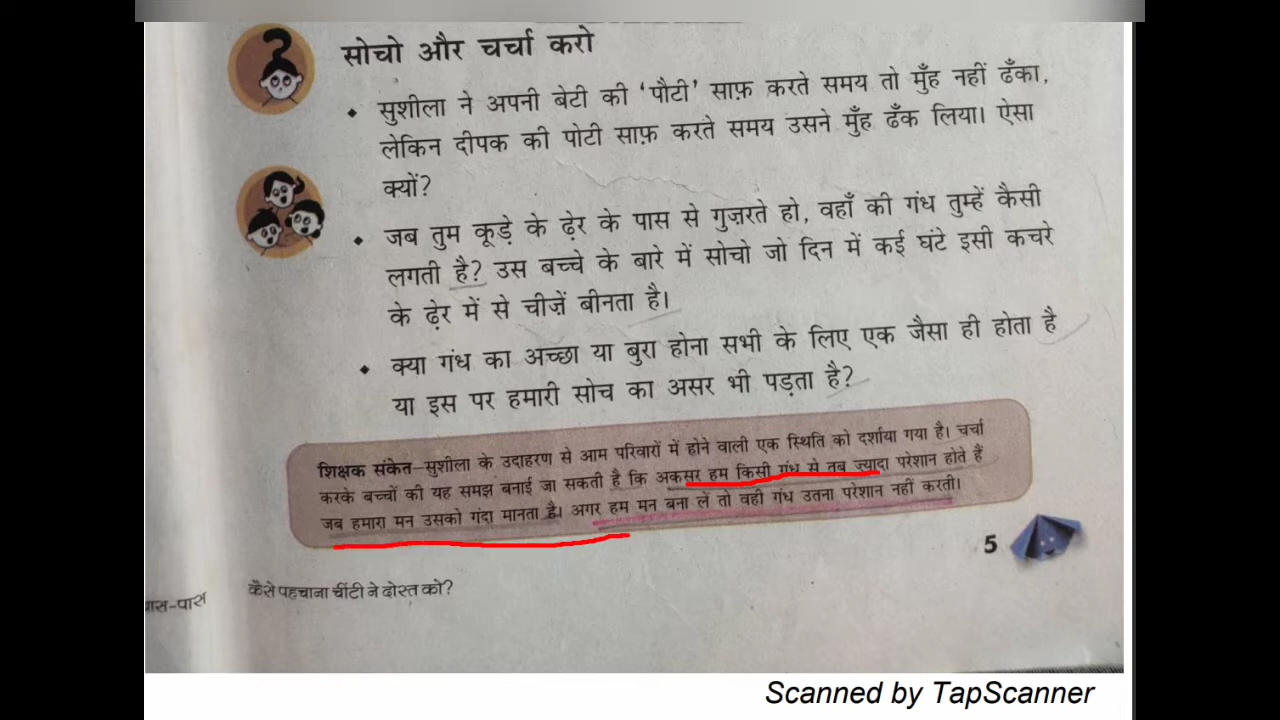 सोचो और चर्चा करो
• सुशीला ने अपनी बेटी की 'पौटी' साफ़ करते समय तो मुँह नहीं ढँका,
लेकिन दीपक की पोटी साफ़ करते समय उसने मुँह ढँक लिया। ऐसा
क्यों?
• जब तुम कूड़े के ढ़ेर के पास से गुज़रते हो, वहाँ की गंध तुम्हें कैसी
लगती है? उस बच्चे के बारे में सोचो जो दिन में कई घंटे इसी कचरे
के ढ़ेर में से चीज़ें बीनता है।
• क्या गंध का अच्छा या बुरा होना सभी के लिए एक जैसा ही होता है
या इस पर हमारी सोच का असर भी पड़ता है?
शिक्षक संकेत–सुशीला के उदाहरण से आम परिवारों में होने वाली एक स्थिति को दर्शाया गया है। चर्चा
करके बच्चों की यह समझ बनाई जा सकती है कि अकसर हम किसी गंध से तब ज्यादा परेशान होते हैं
जब हमारा मन उसको गंदा मानता है। अगर हम मन बना लें तो वही गंध उतना परेशान नहीं करती।
5
कैसे पहचाना चींटी ने दोस्त को?
ास-पास
Scanned by TapScanner